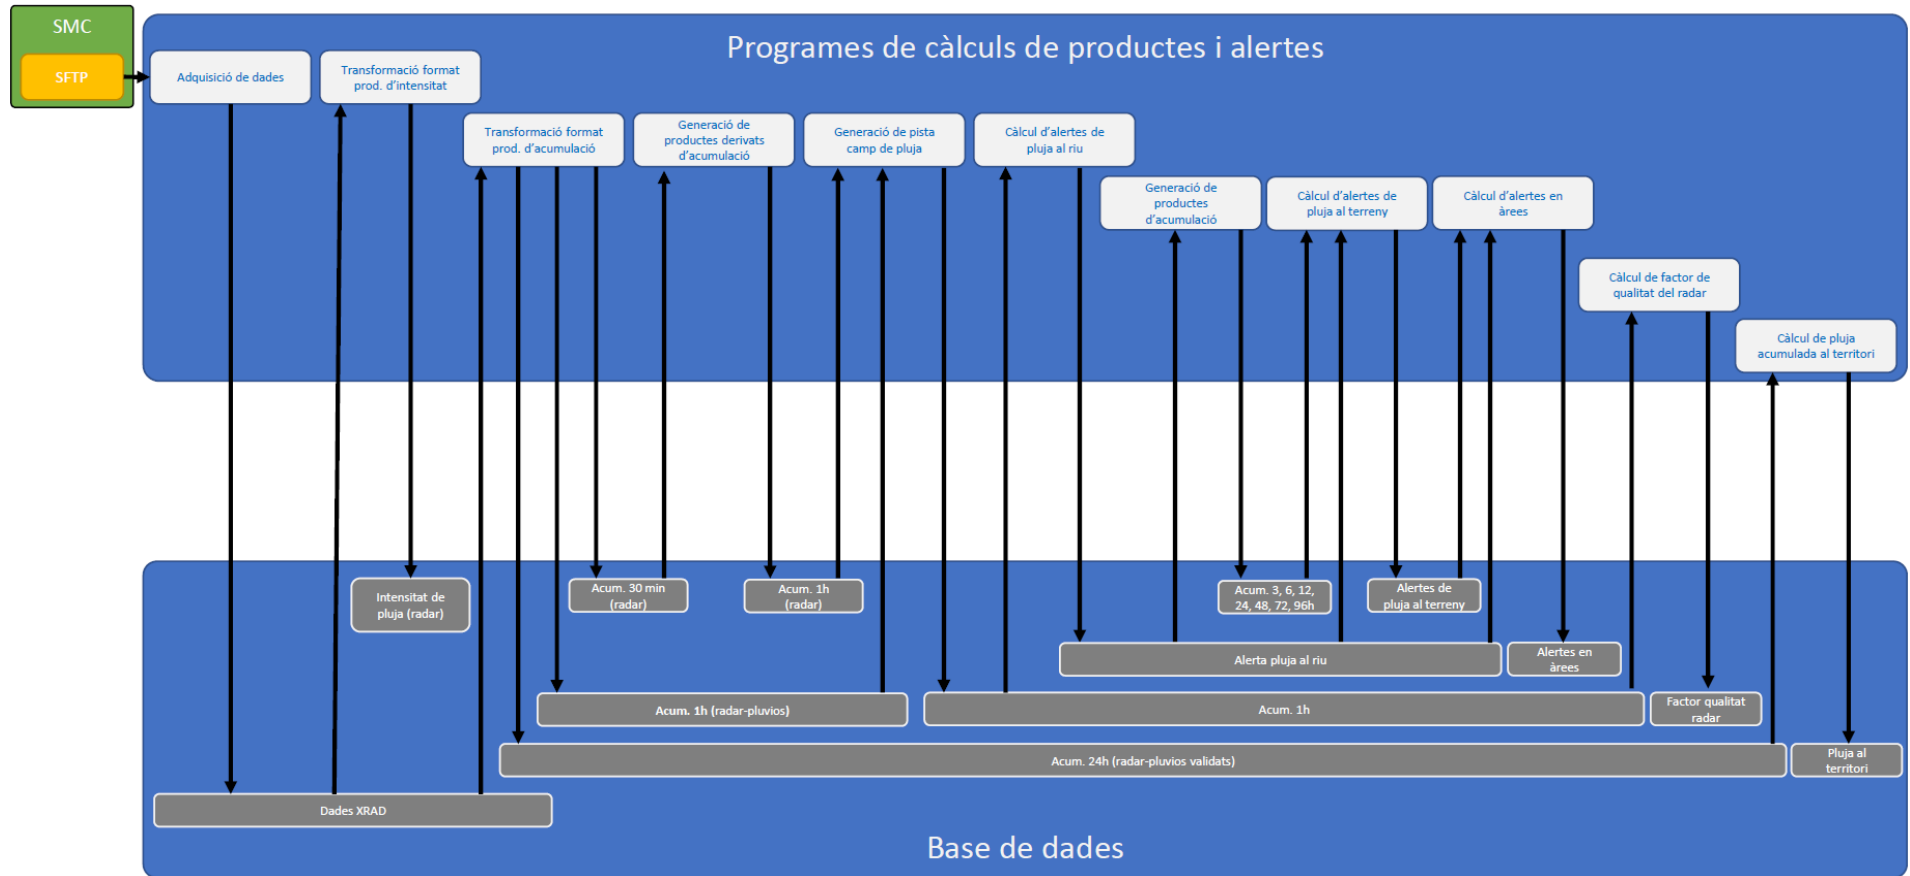 SMC
SFTP
Programes de càlculs de productes i alertes
Adquisició de dades
Transformació format
prod. d'intensitat
Transformació format
prod. d'acumulació
Generació de
productes derivats
d'acumulació
Generació de pista
camp de pluja
Càlcul d'alertes de
pluja al riu
Generació de
productes
d'acumulació
Càlcul d'alertes de
pluja al terreny
Càlcul d'alertes en
àrees
Càlcul de factor de
qualitat del radar
Càlcul de pluja
acumulada al territori
Intensitat de
pluja (radar)
Acum. 30 min
(radar)
Acum. 1h
(radar)
Acum. 3, 6, 12,
24, 48, 72, 96h
Alertes de
pluja al terreny
Alerta pluja al riu
Alertes en
àrees
Acum. 1h (radar-pluvios)
Acum. 1h
Factor qualitat
radar
Acum. 24h (radar-pluvios validats)
Pluja al
territori
Dades XRAD
Base de dades